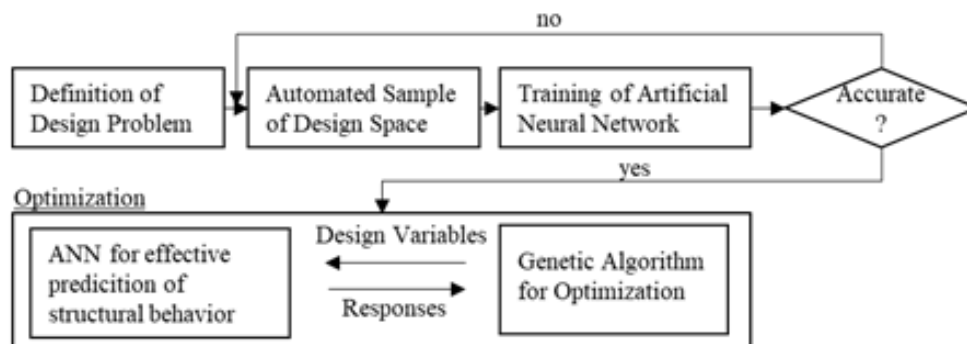 no
Definition of
Design Problem
Automated Sample
of Design Space
Training of Artificial
Neural Network
Accurate
?
yes
Optimization
ANN for effective
predicition of
structural behavior
Design Variables
Responses
Genetic Algorithm
for Optimization